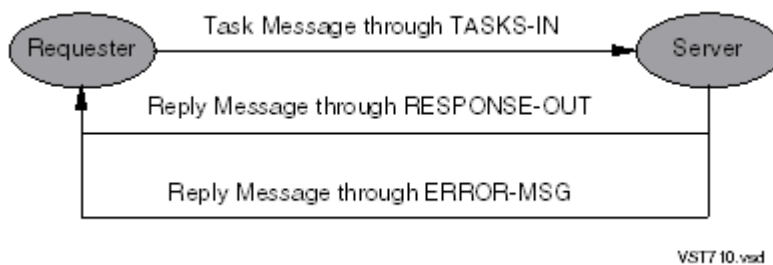 Task Message through TASKS-IN
Requester
Server
Reply Message through RESPONSE-OUT
Reply Message through ERROR-MSG
VST710.vsd